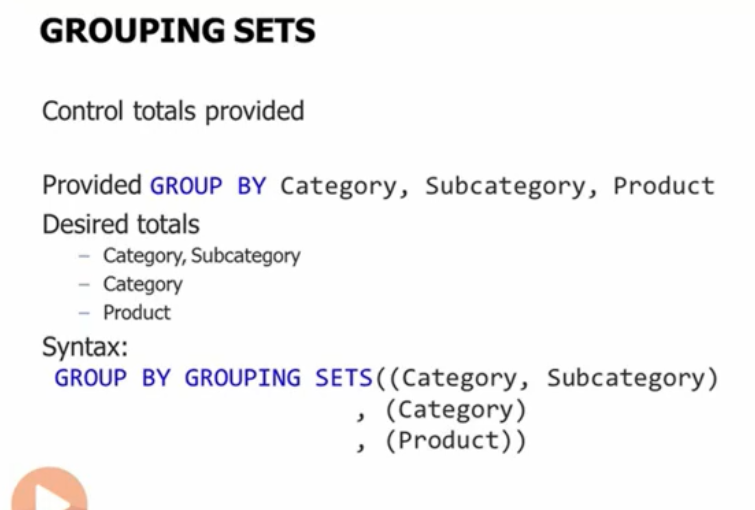 GROUPING SETS
Control totals provided
Provided GROUP BY Category, Subcategory, Product
Desired totals
– Category, Subcategory
– Category
– Product
Syntax:
GROUP BY GROUPING SETS((Category, Subcategory)
, (Category)
, (Product))